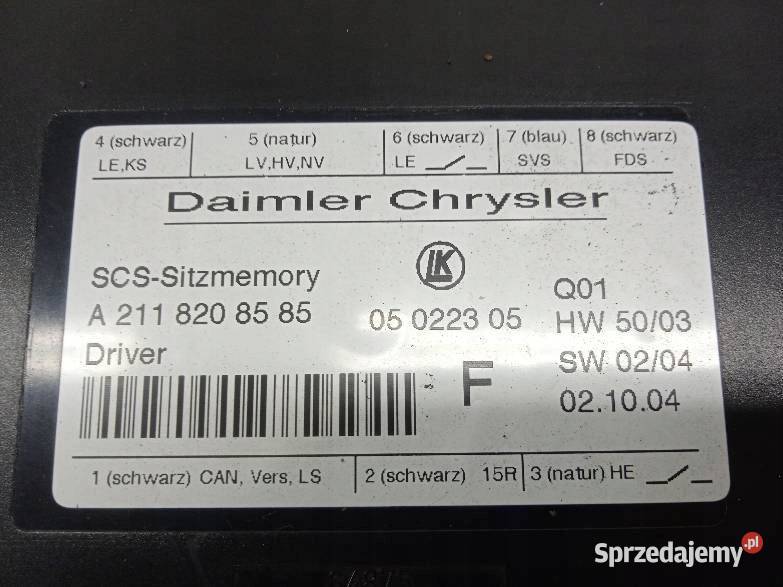 4 (schwarz) 5 (natur) 6 (schwarz) 7 (blau) 8 (schwarz)
LE,KS LV,HV,NV LE SVS FDS
Daimler Chrysler
LK
SCS-Sitzmemory Q01
A 211 820 85 85 05 0223 05 HW 50/03
Driver F SW 02/04
02.10.04
1 (schwarz) CAN, Vers, LS 2 (schwarz) 15R 3 (natur) HE
Sprzedajemy.pl